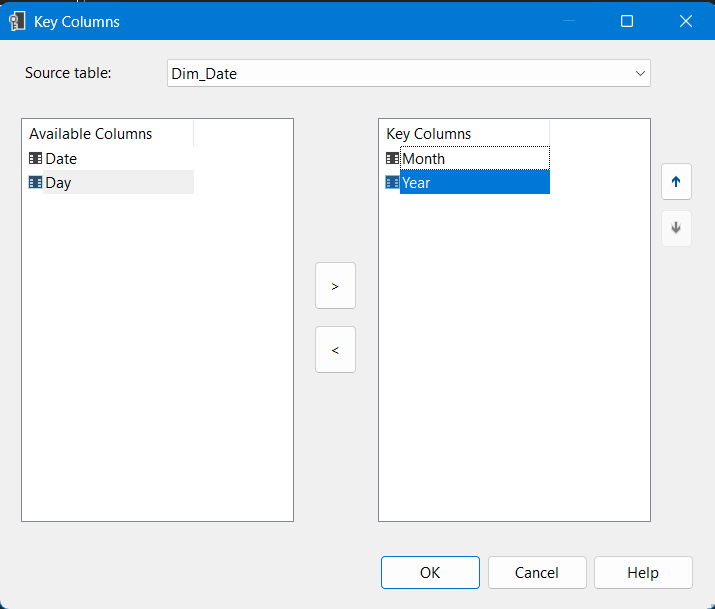 Key Columns
Source table:
Dim_Date
Available Columns
Date
Day
>
<
Key Columns
Month
Year
OK
Cancel
Help